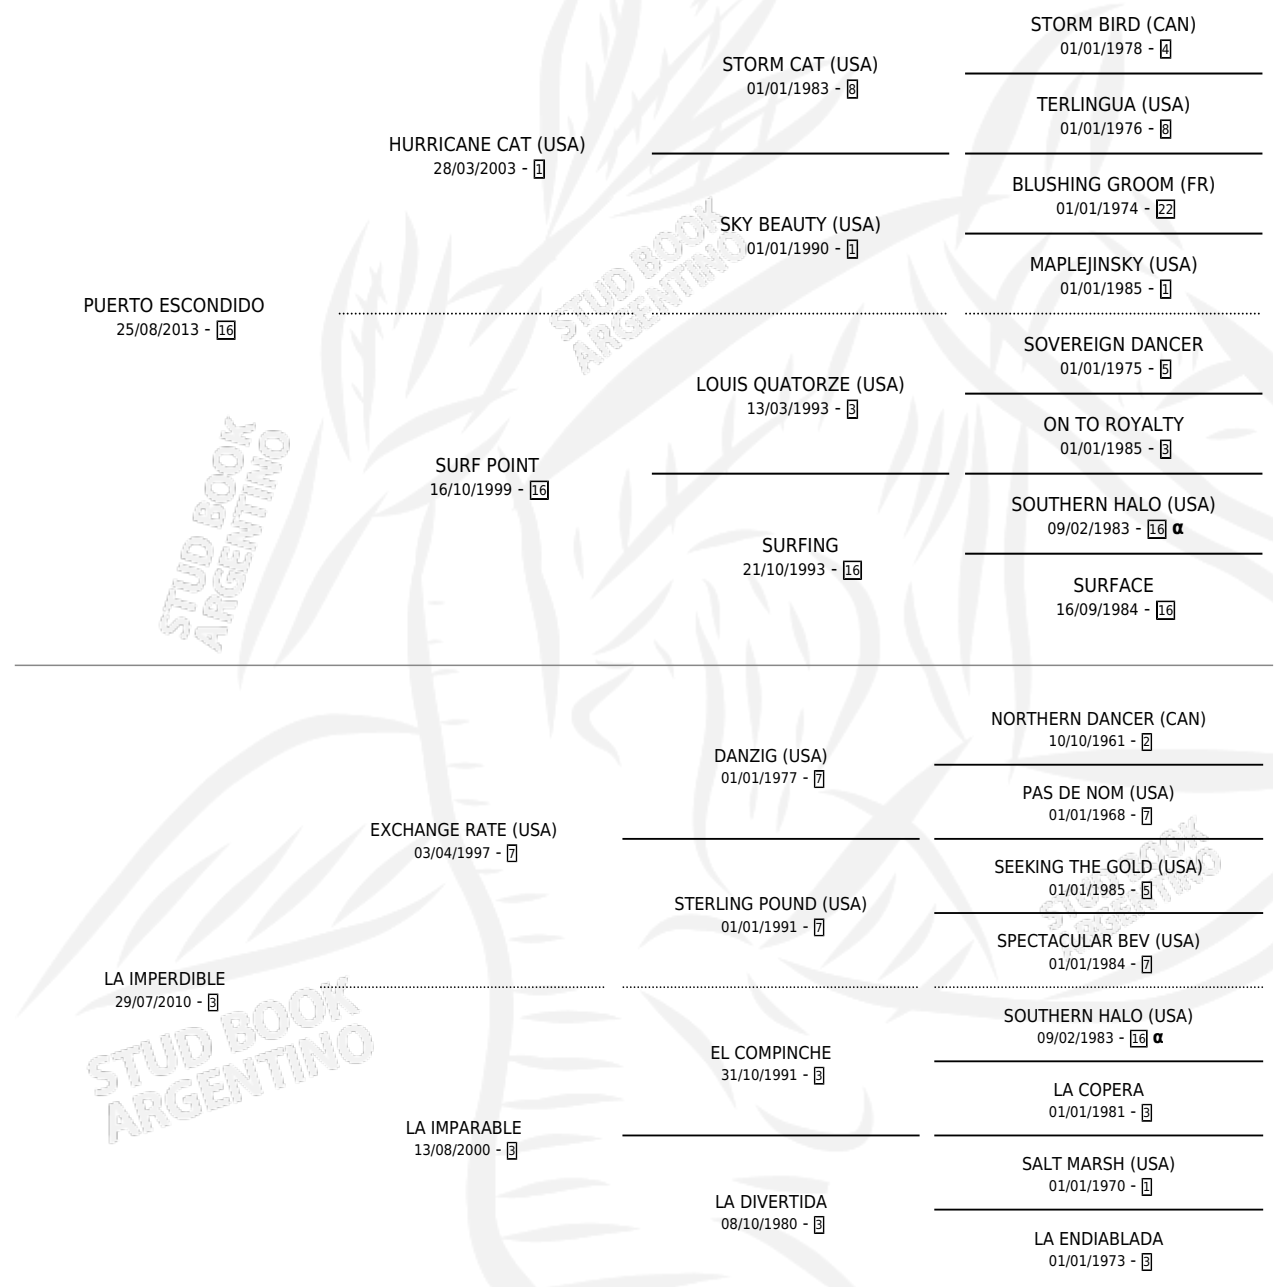 STORM BIRD (CAN)
01/01/1978 - 4
STORM CAT (USA)
01/01/1983 - 8
TERLINGUA (USA)
01/01/1976 - 8
HURRICANE CAT (USA)
28/03/2003 - 1
BLUSHING GROOM (FR)
01/01/1974 - 22
SKY BEAUTY (USA)
01/01/1990 - 1
MAPLEJINSKY (USA)
01/01/1985 - 1
STUD BOOK
ARGENTINO
PUERTO ESCONDIDO
25/08/2013 - 16
SOVEREIGN DANCER
01/01/1975 - 5
LOUIS QUATORZE (USA)
13/03/1993 - 3
ON TO ROYALTY
01/01/1985 - 3
SURF POINT
16/10/1999 - 16
SOUTHERN HALO (USA)
09/02/1983 - 16 α
SURFING
21/10/1993 - 16
SURFACE
16/09/1984 - 16
STUD BOOK
ARGENTINO
NORTHERN DANCER (CAN)
10/10/1961 - 2
DANZIG (USA)
01/01/1977 - 7
PAS DE NOM (USA)
01/01/1968 - 7
EXCHANGE RATE (USA)
03/04/1997 - 7
SEEKING THE GOLD (USA)
01/01/1985 - 5
STERLING POUND (USA)
01/01/1991 - 7
SPECTACULAR BEV (USA)
01/01/1984 - 7
STUD BOOK
ARGENTINO
LA IMPERDIBLE
29/07/2010 - 3
SOUTHERN HALO (USA)
09/02/1983 - 16 α
EL COMPINCHE
31/10/1991 - 3
LA COPERA
01/01/1981 - 3
STUD BOOK
ARGENTINO
LA IMPARABLE
13/08/2000 - 3
SALT MARSH (USA)
01/01/1970 - 1
LA DIVERTIDA
08/10/1980 - 3
LA ENDIABLADA
01/01/1973 - 3